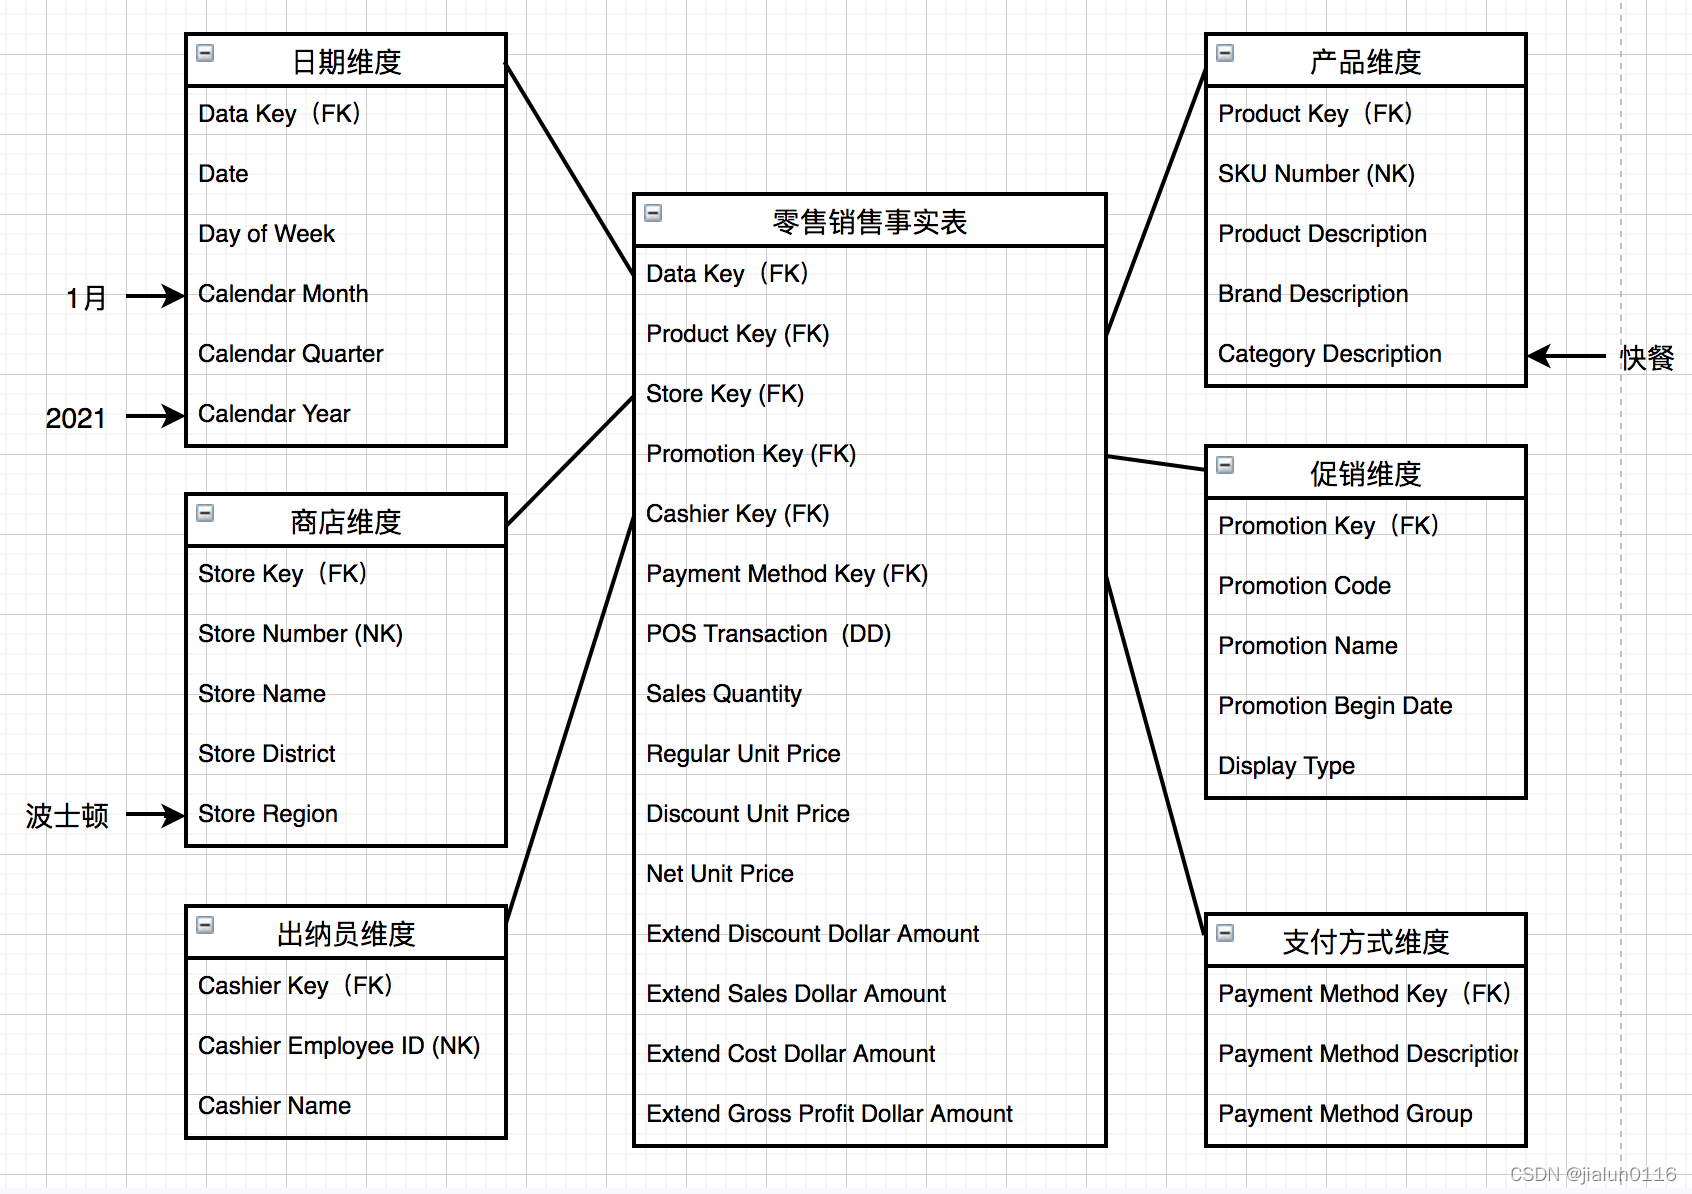 日期维度
Data Key（FK）
Date
Day of Week
Calendar Month
Calendar Quarter
Calendar Year
1月
2021
商店维度
Store Key（FK）
Store Number (NK)
Store Name
Store District
Store Region
波士顿
出纳员维度
Cashier Key（FK）
Cashier Employee ID (NK)
Cashier Name
零售销售事实表
Data Key（FK）
Product Key (FK)
Store Key (FK)
Promotion Key (FK)
Cashier Key (FK)
Payment Method Key (FK)
POS Transaction（DD）
Sales Quantity
Regular Unit Price
Discount Unit Price
Net Unit Price
Extend Discount Dollar Amount
Extend Sales Dollar Amount
Extend Cost Dollar Amount
Extend Gross Profit Dollar Amount
产品维度
Product Key（FK）
SKU Number (NK)
Product Description
Brand Description
Category Description
快餐
促销维度
Promotion Key（FK）
Promotion Code
Promotion Name
Promotion Begin Date
Display Type
支付方式维度
Payment Method Key（FK）
Payment Method Description
Payment Method Group
CSDN @jialun0116